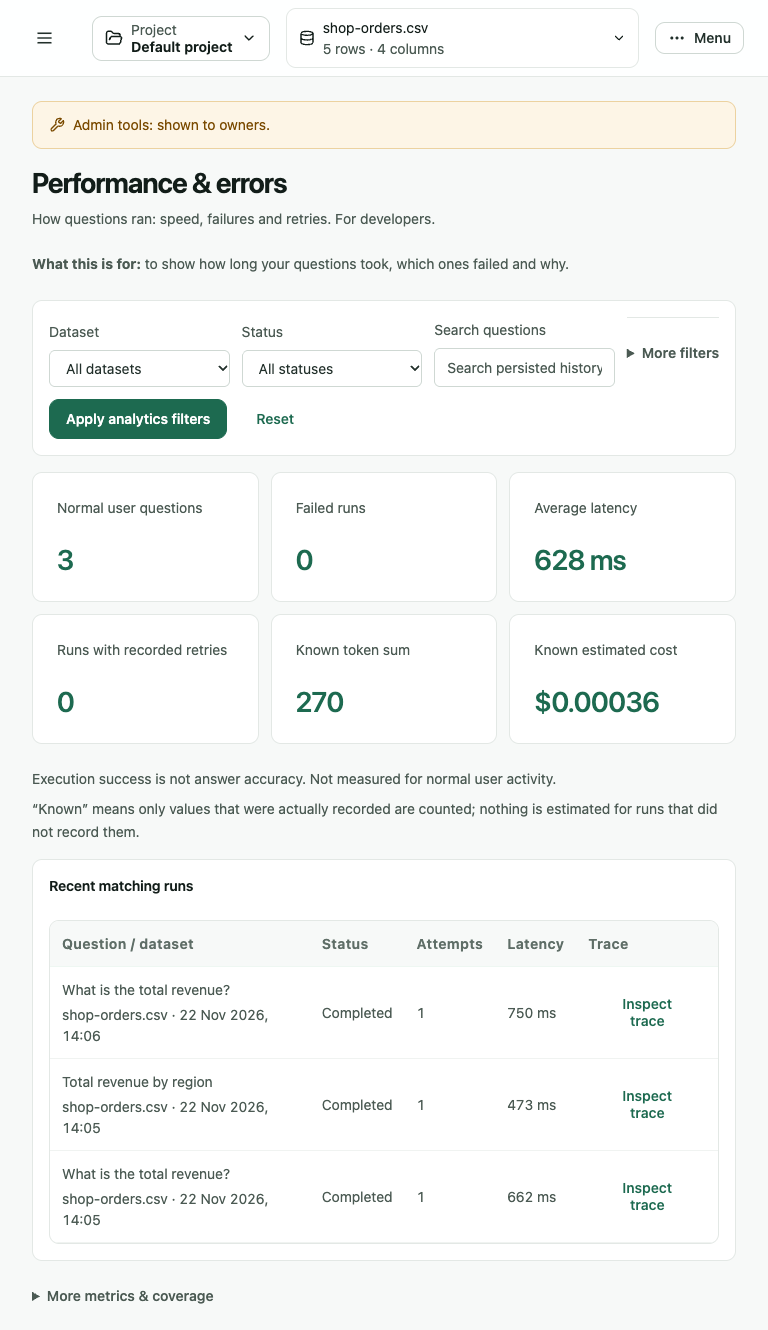 Project
Default project
shop-orders.csv
5 rows · 4 columns
Menu
Admin tools: shown to owners.
Performance & errors
How questions ran: speed, failures and retries. For developers.
What this is for: to show how long your questions took, which ones failed and why.
Dataset
Status
Search questions
All datasets
All statuses
Search persisted history
More filters
Apply analytics filters
Reset
Normal user questions
3
Failed runs
0
Average latency
628 ms
Runs with recorded retries
0
Known token sum
270
Known estimated cost
$0.00036
Execution success is not answer accuracy. Not measured for normal user activity.
“Known” means only values that were actually recorded are counted; nothing is estimated for runs that did
not record them.
Recent matching runs
Question / dataset Status Attempts Latency Trace
What is the total revenue?
shop-orders.csv · 22 Nov 2026,
14:06
Completed
1
750 ms
Inspect
trace
Total revenue by region
shop-orders.csv · 22 Nov 2026,
14:05
Completed
1
473 ms
Inspect
trace
What is the total revenue?
shop-orders.csv · 22 Nov 2026,
14:05
Completed
1
662 ms
Inspect
trace
More metrics & coverage